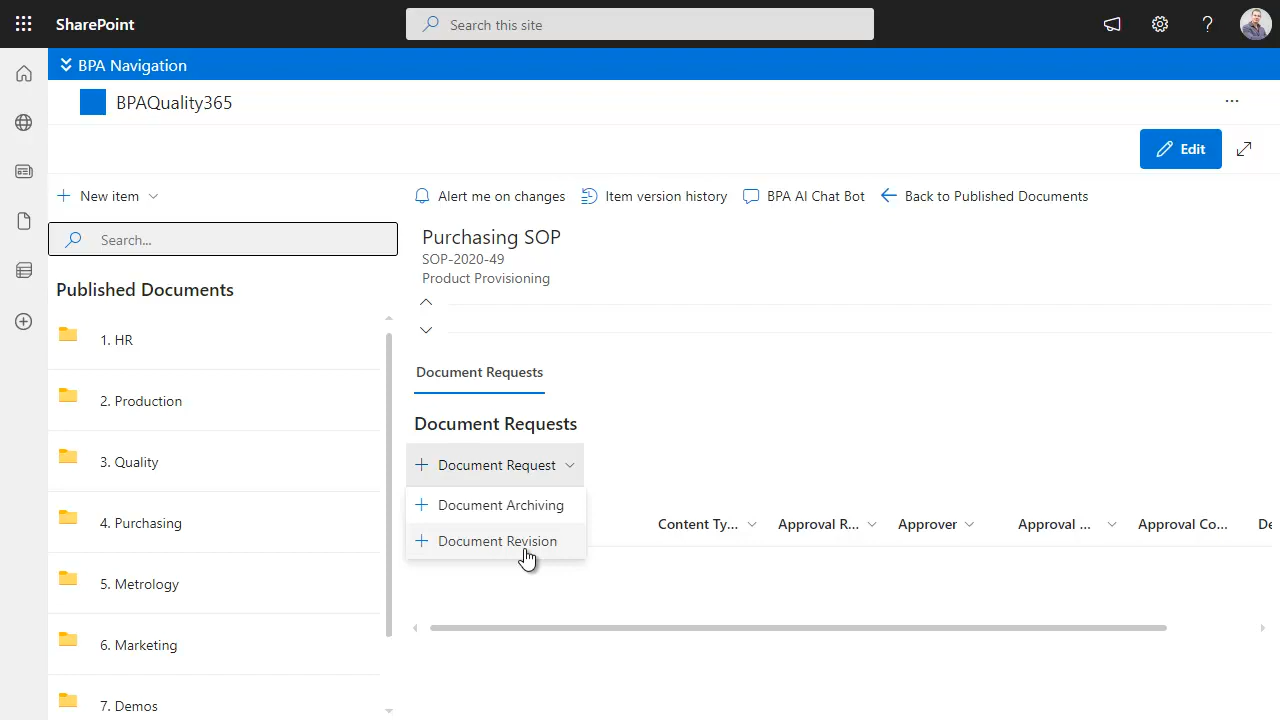 SharePoint
Search this site
BPA Navigation
BPAQuality365
Edit
New item
Alert me on changes
Item version history
BPA AI Chat Bot
Back to Published Documents
Search...
Purchasing SOP
SOP-2020-49
Product Provisioning
Published Documents
1. HR
2. Production
3. Quality
4. Purchasing
5. Metrology
6. Marketing
7. Demos
Document Requests
Document Requests
Document Request
Document Archiving
Document Revision
Content Ty...
Approval R...
Approver
Approval ...
Approval Co...
De